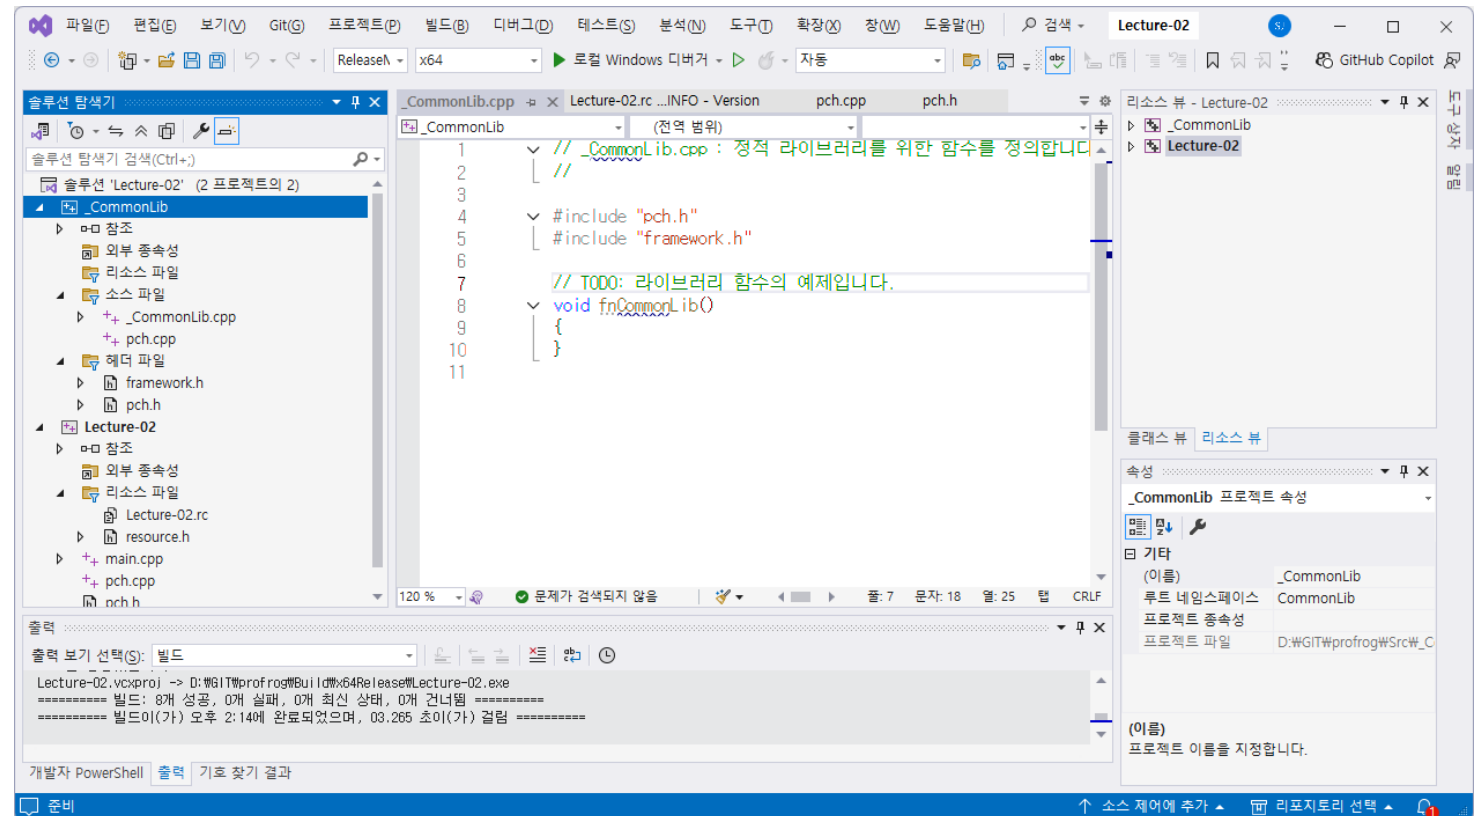 파일(F) 편집(E) 보기(V) Git(G) 프로젝트(P) 빌드(B) 디버그(D) 테스트(S) 분석(N) 도구(T) 확장(X) 창(W) 도움말(H) 검색 Lecture-02 SJ
x64 로컬 Windows 디버거 자동 abc GitHub Copilot
솔루션 탐색기
솔루션 탐색기 검색(Ctrl+;)
솔루션 'Lecture-02' (2 프로젝트의 2)
_CommonLib
참조
외부 종속성
리소스 파일
소스 파일
_CommonLib.cpp
pch.cpp
헤더 파일
framework.h
pch.h
Lecture-02
참조
외부 종속성
리소스 파일
Lecture-02.rc
resource.h
main.cpp
pch.cpp
pch.h
_CommonLib.cpp Lecture-02.rc ...INFO - Version pch.cpp pch.h
_CommonLib (전역 범위)
1 // _CommonLib.cpp : 정적 라이브러리를 위한 함수를 정의합니다
2 //
3
4 #include "pch.h"
5 #include "framework.h"
6
7 // TODO: 라이브러리 함수의 예제입니다.
8 void fnCommonLib()
9 {
10 }
11
120 % 문제가 검색되지 않음 줄: 7 문자: 18 열: 25 탭 CRLF
리소스 뷰 - Lecture-02
_CommonLib
Lecture-02
클래스 뷰 리소스 뷰
속성
_CommonLib 프로젝트 속성
기타
(이름) _CommonLib
루트 네임스페이스 CommonLib
프로젝트 종속성
프로젝트 파일 D:\GIT\profrog\Src\_C
(이름)
프로젝트 이름을 지정합니다.
도구 상자
알림
출력
출력 보기 선택(S): 빌드
Lecture-02.vcxproj -> D:\GIT\profrog\Build\x64Release\Lecture-02.exe
========== 빌드: 8개 성공, 0개 실패, 0개 최신 상태, 0개 건너뜀 ==========
========== 빌드이(가) 오후 2:14에 완료되었으며, 03.265 초이(가) 걸림 ==========
개발자 PowerShell 출력 기호 찾기 결과
준비 소스 제어에 추가 리포지토리 선택 1